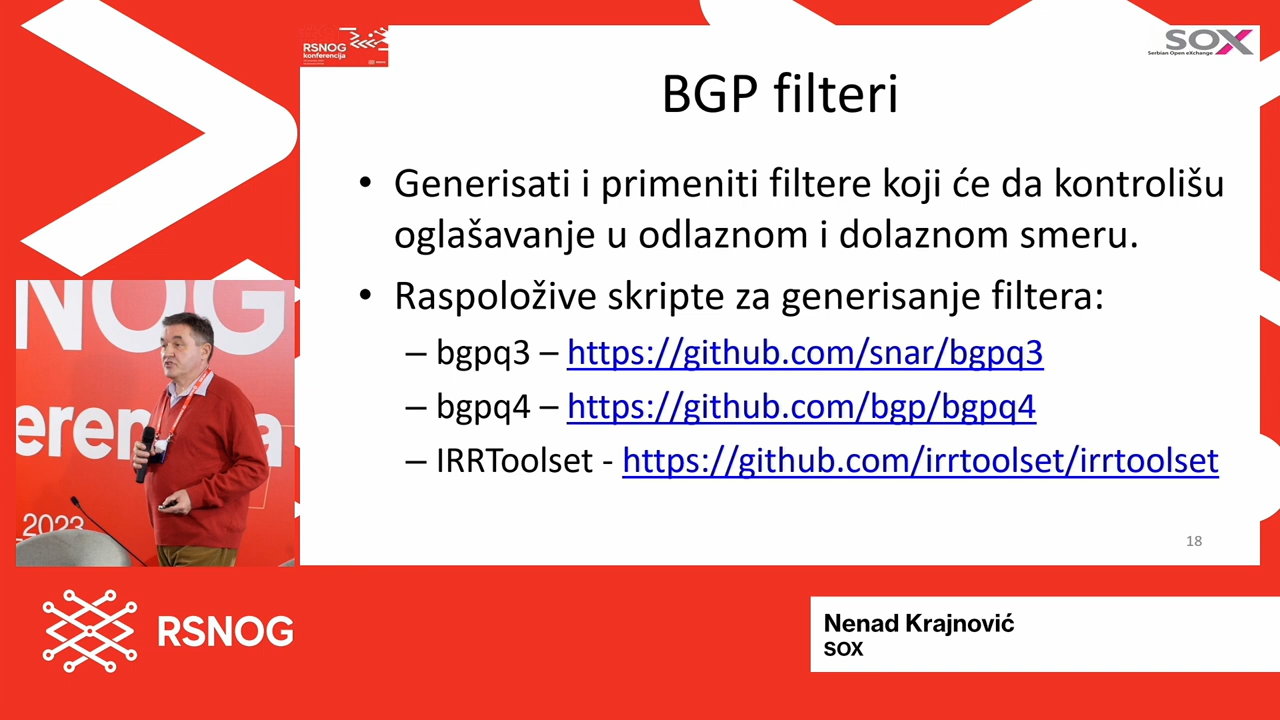 RSNOG
konferencija
SOX
Serbian Open eXchange
BGP filteri
• Generisati i primeniti filtere koji će da kontrolišu
oglašavanje u odlaznom i dolaznom smeru.
• Raspoložive skripte za generisanje filtera:
– bgpq3 – https://github.com/snar/bgpq3
– bgpq4 – https://github.com/bgp/bgpq4
– IRRToolset - https://github.com/irrtoolset/irrtoolset
18
NOG
2023
RSNOG
Nenad Krajnović
SOX